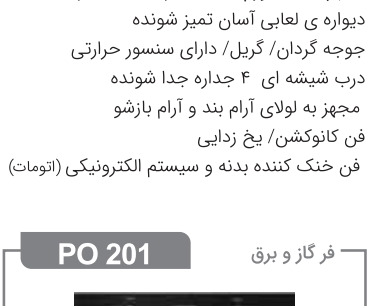 دیواره ی لعابی آسان تمیز شونده
جوجه گردان/ گریل/ دارای سنسور حرارتی
درب شیشه ای ۴ جداره جدا شونده
مجهز به لولای آرام بند و آرام بازشو
فن کانوکشن/ یخ زدایی
فن خنک کننده بدنه و سیستم الکترونیکی (اتومات)
فر گاز و برق
PO 201